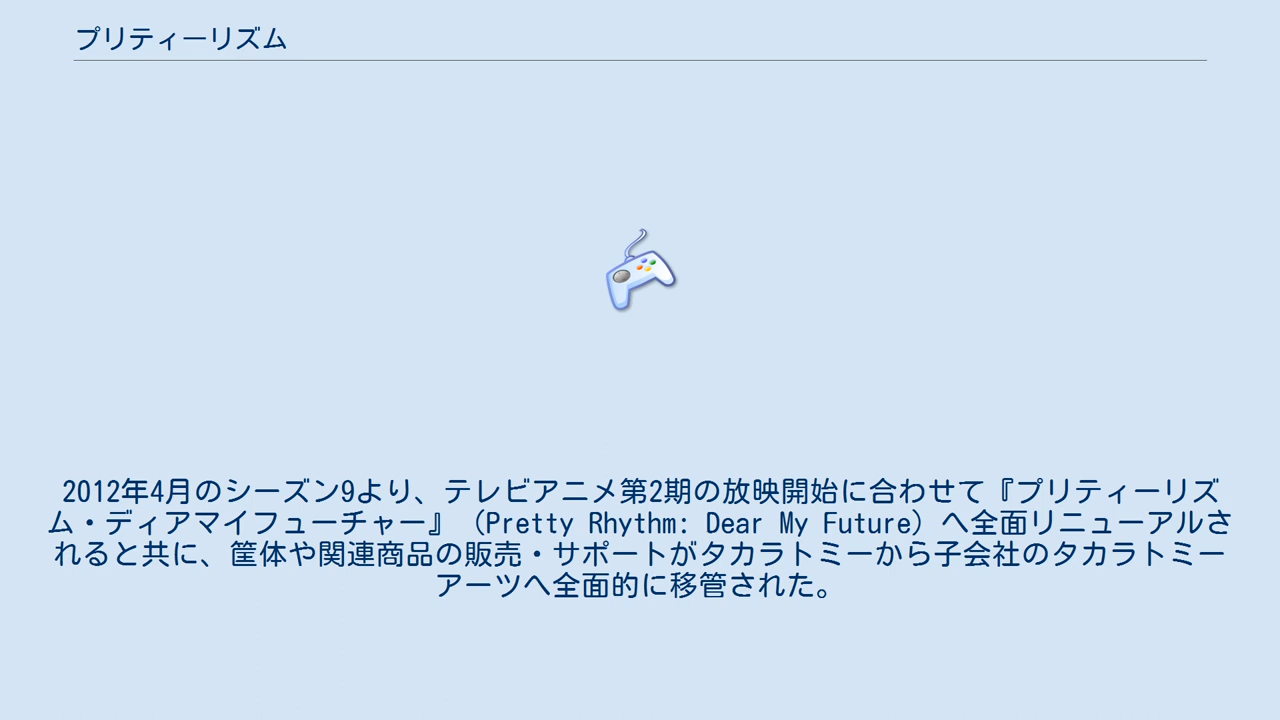 プリティーリズム
2012年4月のシーズン9より、テレビアニメ第2期の放映開始に合わせて『プリティーリズ
ム・ディアマイフューチャー』（Pretty Rhythm: Dear My Future）へ全面リニューアルさ
れると共に、筐体や関連商品の販売・サポートがタカラトミーから子会社のタカラトミー
アーツへ全面的に移管された。